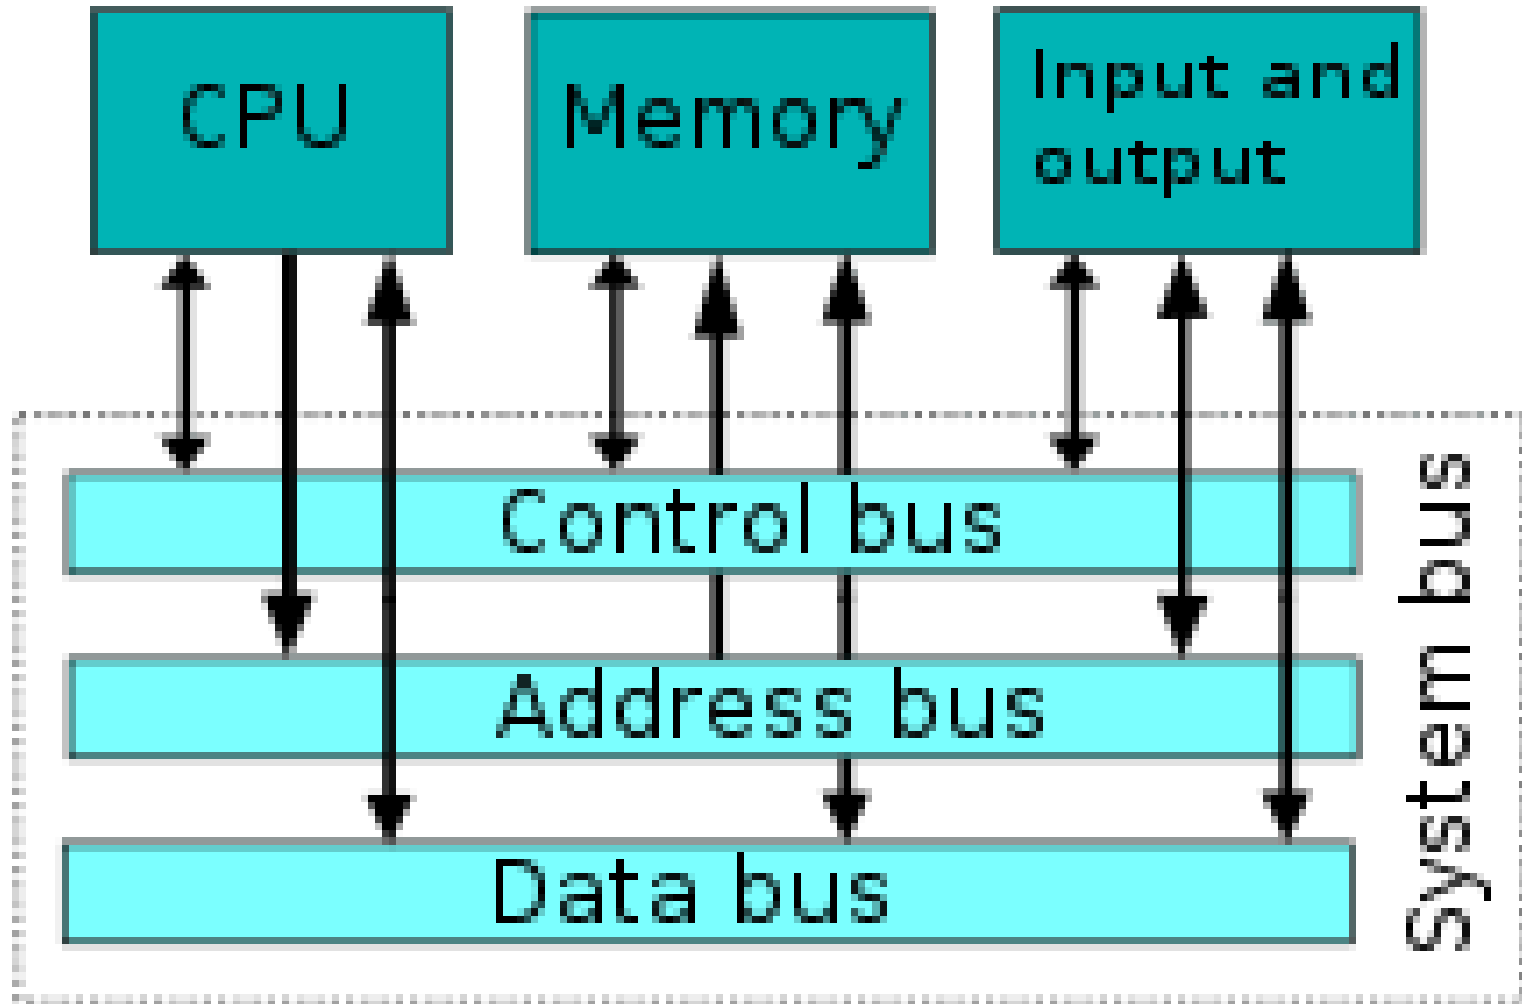 CPU
Memory
Input and
output
Control bus
Address bus
Data bus
System bus